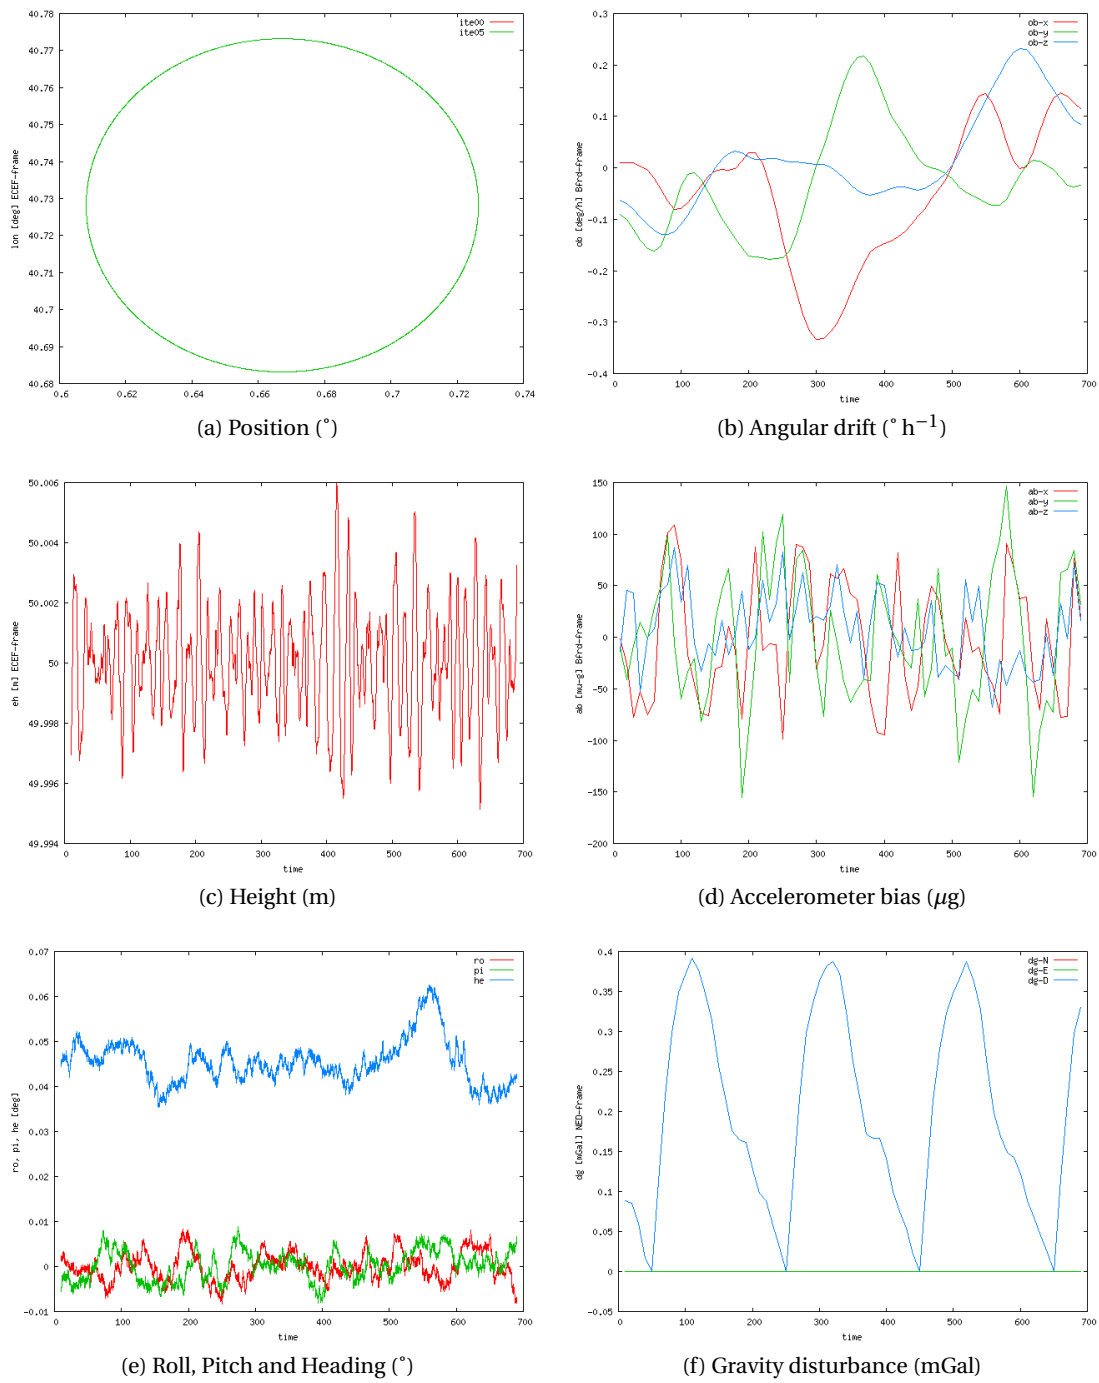 40.78
40.77
40.76
40.75
40.74
40.73
40.72
40.71
40.7
40.69
40.68
lon [deg] ECEF-frame
ite00
ite05
0.6 0.62 0.64 0.66 0.68 0.7 0.72 0.74
(a) Position (°)
0.3
0.2
0.1
0
-0.1
-0.2
-0.3
-0.4
ob [deg/h] Bfrd-frame
ob-x
ob-y
ob-z
0 100 200 300 400 500 600 700
time
(b) Angular drift (° h−1)
50.006
50.004
50.002
50
49.998
49.996
49.994
eh [m] ECEF-frame
0 100 200 300 400 500 600 700
time
(c) Height (m)
150
100
50
0
-50
-100
-150
-200
ab [mu-g] Bfrd-frame
ab-x
ab-y
ab-z
0 100 200 300 400 500 600 700
time
(d) Accelerometer bias (μg)
0.07
0.06
0.05
0.04
0.03
0.02
0.01
0
-0.01
ro, pi, he [deg]
ro
pi
he
0 100 200 300 400 500 600 700
time
(e) Roll, Pitch and Heading (°)
0.4
0.35
0.3
0.25
0.2
0.15
0.1
0.05
0
-0.05
dg [mGal] NED-frame
dg-N
dg-E
dg-D
0 100 200 300 400 500 600 700
time
(f) Gravity disturbance (mGal)